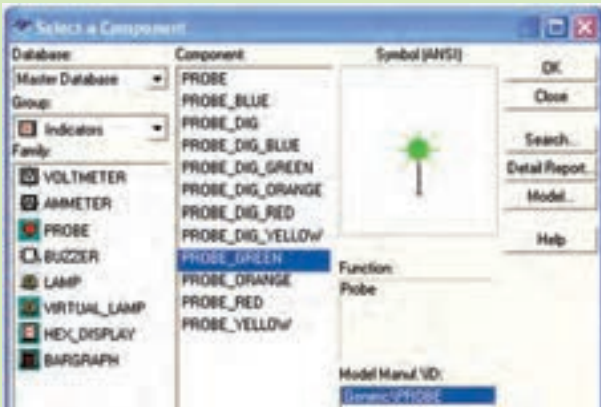 Select a Component
Database:
Master Database
Group:
Indicators
Family:
VOLTMETER
AMMETER
PROBE
BUZZER
LAMP
VIRTUAL_LAMP
HEX_DISPLAY
BARGRAPH
Component:
PROBE
PROBE_BLUE
PROBE_DIG
PROBE_DIG_BLUE
PROBE_DIG_GREEN
PROBE_DIG_ORANGE
PROBE_DIG_RED
PROBE_DIG_YELLOW
PROBE_GREEN
PROBE_ORANGE
PROBE_RED
PROBE_YELLOW
Symbol (ANSI)
Function:
Probe
Model Manuf.\ID:
Generic\PROBE
OK
Close
Search...
Detail Report...
Model...
Help